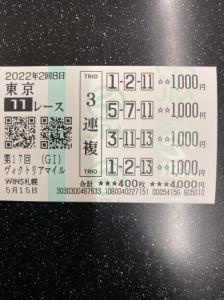 2022年2回8日
東京
11レース
第17回 (GI)
ヴィクトリアマイル
WINS札幌
5月15日
TRIO
3連複
1-2-11 ☆☆1,000円
5-7-11 ☆☆1,000円
3-11-13 ☆☆1,000円
1-2-13 ☆☆1,000円
合計 ★★★400枚 ★★★4,000円
3030300467633 1080402271